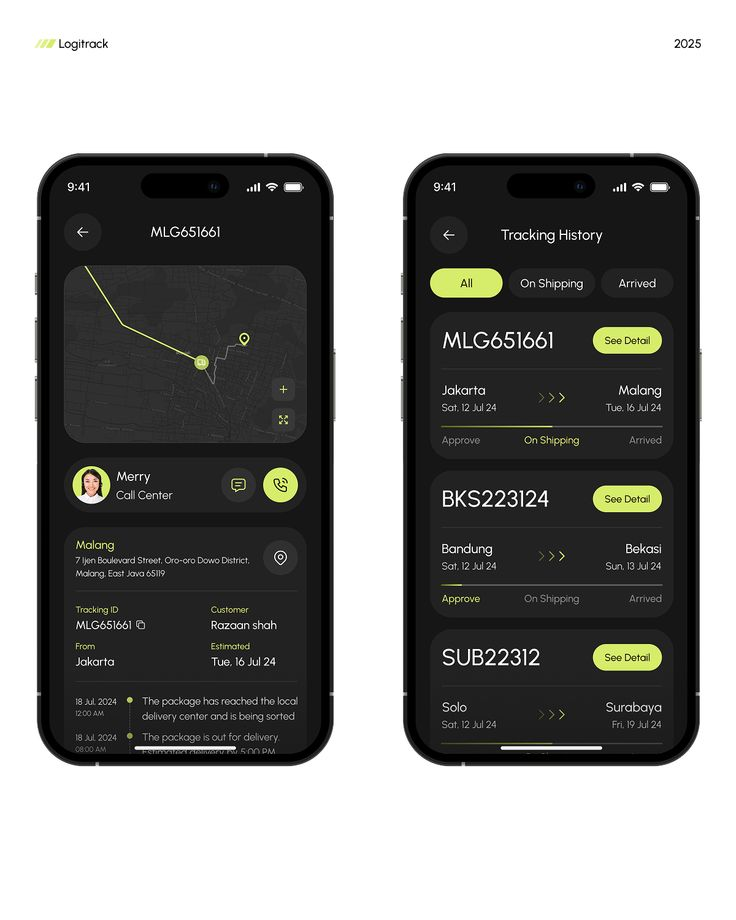 Logitrack
2025
9:41
MLG651661
Merry
Call Center
Malang
7 Ijen Boulevard Street, Oro-oro Dowo District,
Malang, East Java 65119
Tracking ID
Customer
MLG651661
Razaan shah
From
Estimated
Jakarta
Tue, 16 Jul 24
18 Jul, 2024
12:00 AM
The package has reached the local
delivery center and is being sorted
18 Jul, 2024
08:00 AM
The package is out for delivery.
Estimated delivery by 5:00 PM
9:41
Tracking History
All
On Shipping
Arrived
MLG651661
See Detail
Jakarta
Malang
Sat, 12 Jul 24
Tue, 16 Jul 24
Approve
On Shipping
Arrived
BKS223124
See Detail
Bandung
Bekasi
Sat, 12 Jul 24
Sun, 13 Jul 24
Approve
On Shipping
Arrived
SUB22312
See Detail
Solo
Surabaya
Sat, 12 Jul 24
Fri, 19 Jul 24